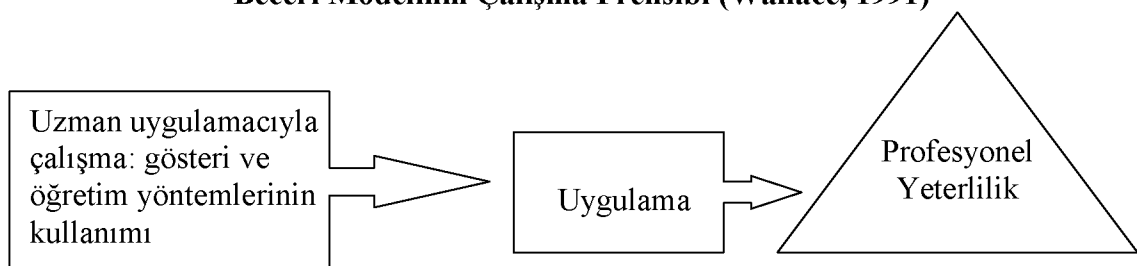 Beceri Modelinin Çalışma Prensibi (Wallace, 1991)
Uzman uygulamacıyla
çalışma: gösteri ve
öğretim yöntemlerinin
kullanımı
Uygulama
Profesyonel
Yeterlilik